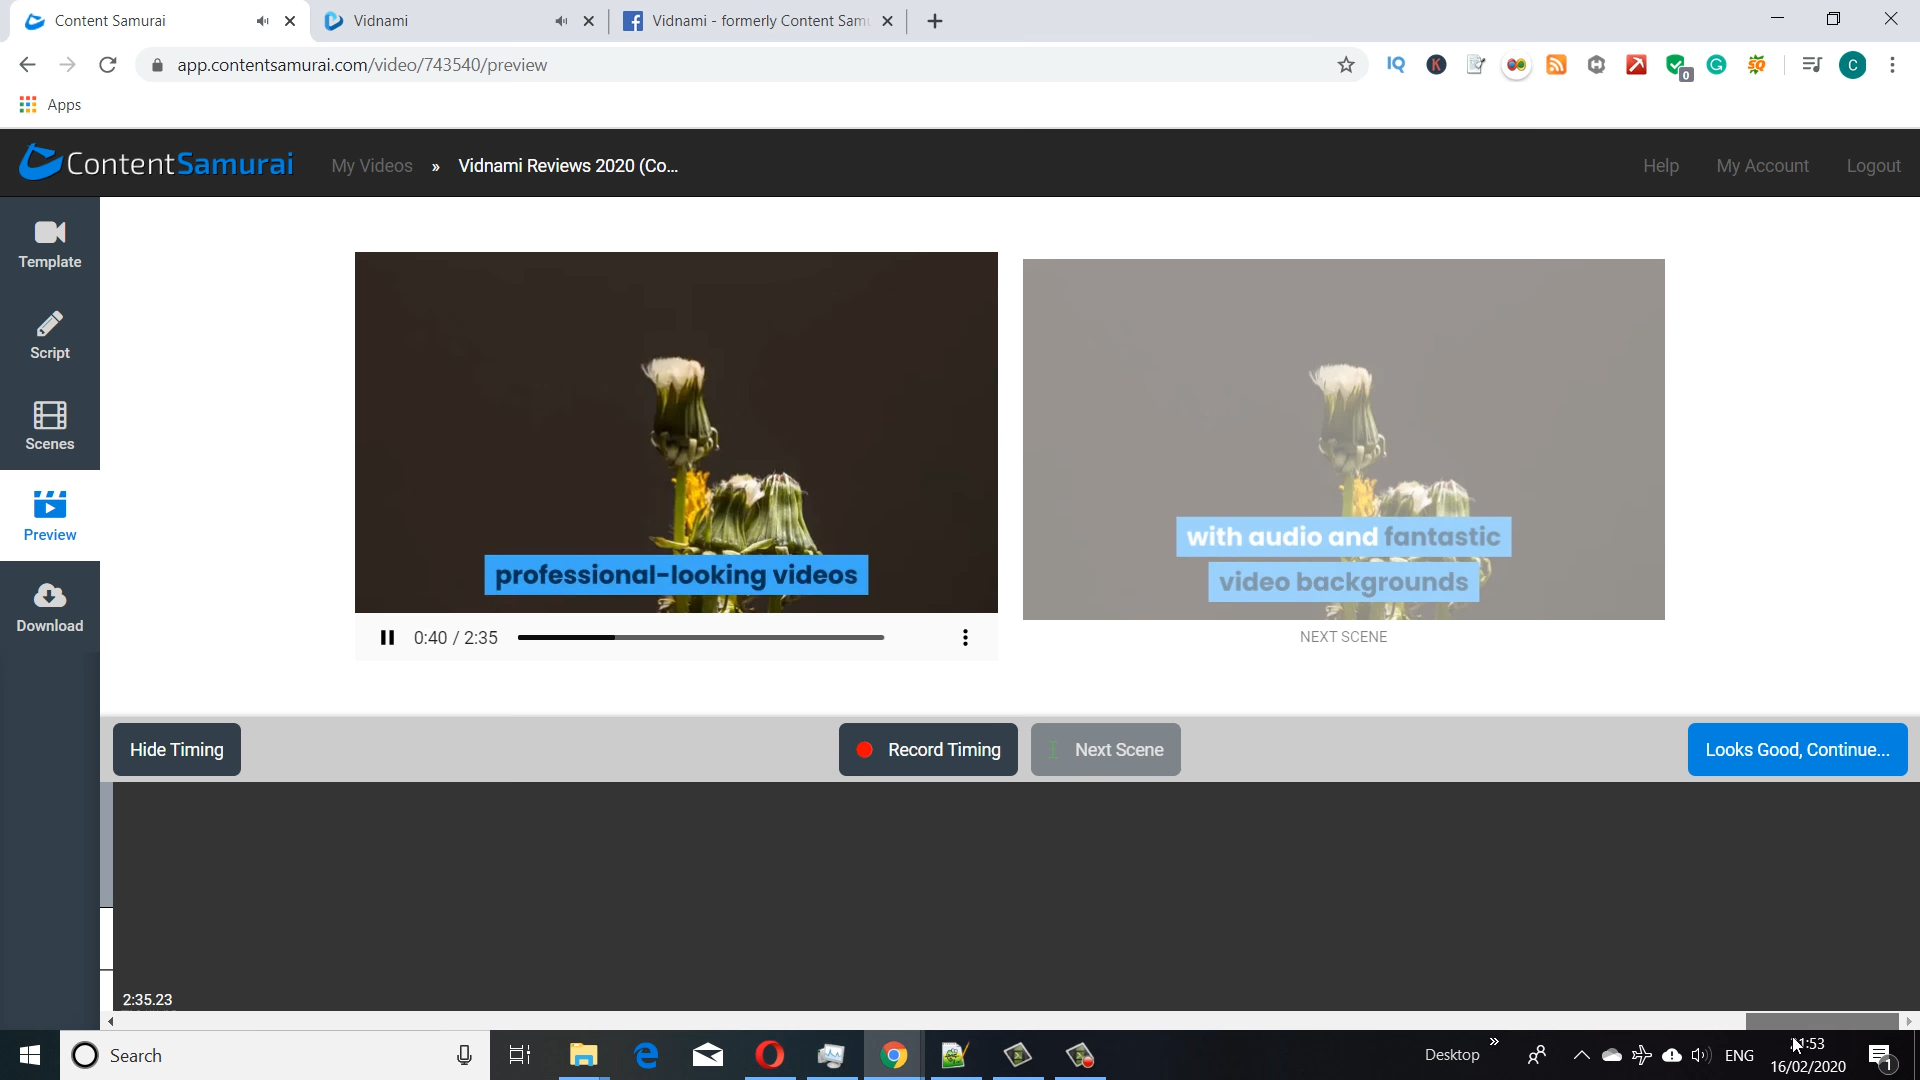 Content Samurai
Vidnami
Vidnami - formerly Content Sam
app.contentsamurai.com/video/743540/preview
IQ
K
0
SQ
C
Apps
ContentSamurai
My Videos » Vidnami Reviews 2020 (Co...
Help
My Account
Logout
Template
Script
Scenes
Preview
Download
professional-looking videos
0:40 / 2:35
with audio and fantastic
video backgrounds
NEXT SCENE
Hide Timing
Record Timing
Next Scene
Looks Good, Continue...
2:35.23
Search
Desktop
ENG
16/02/2020
1